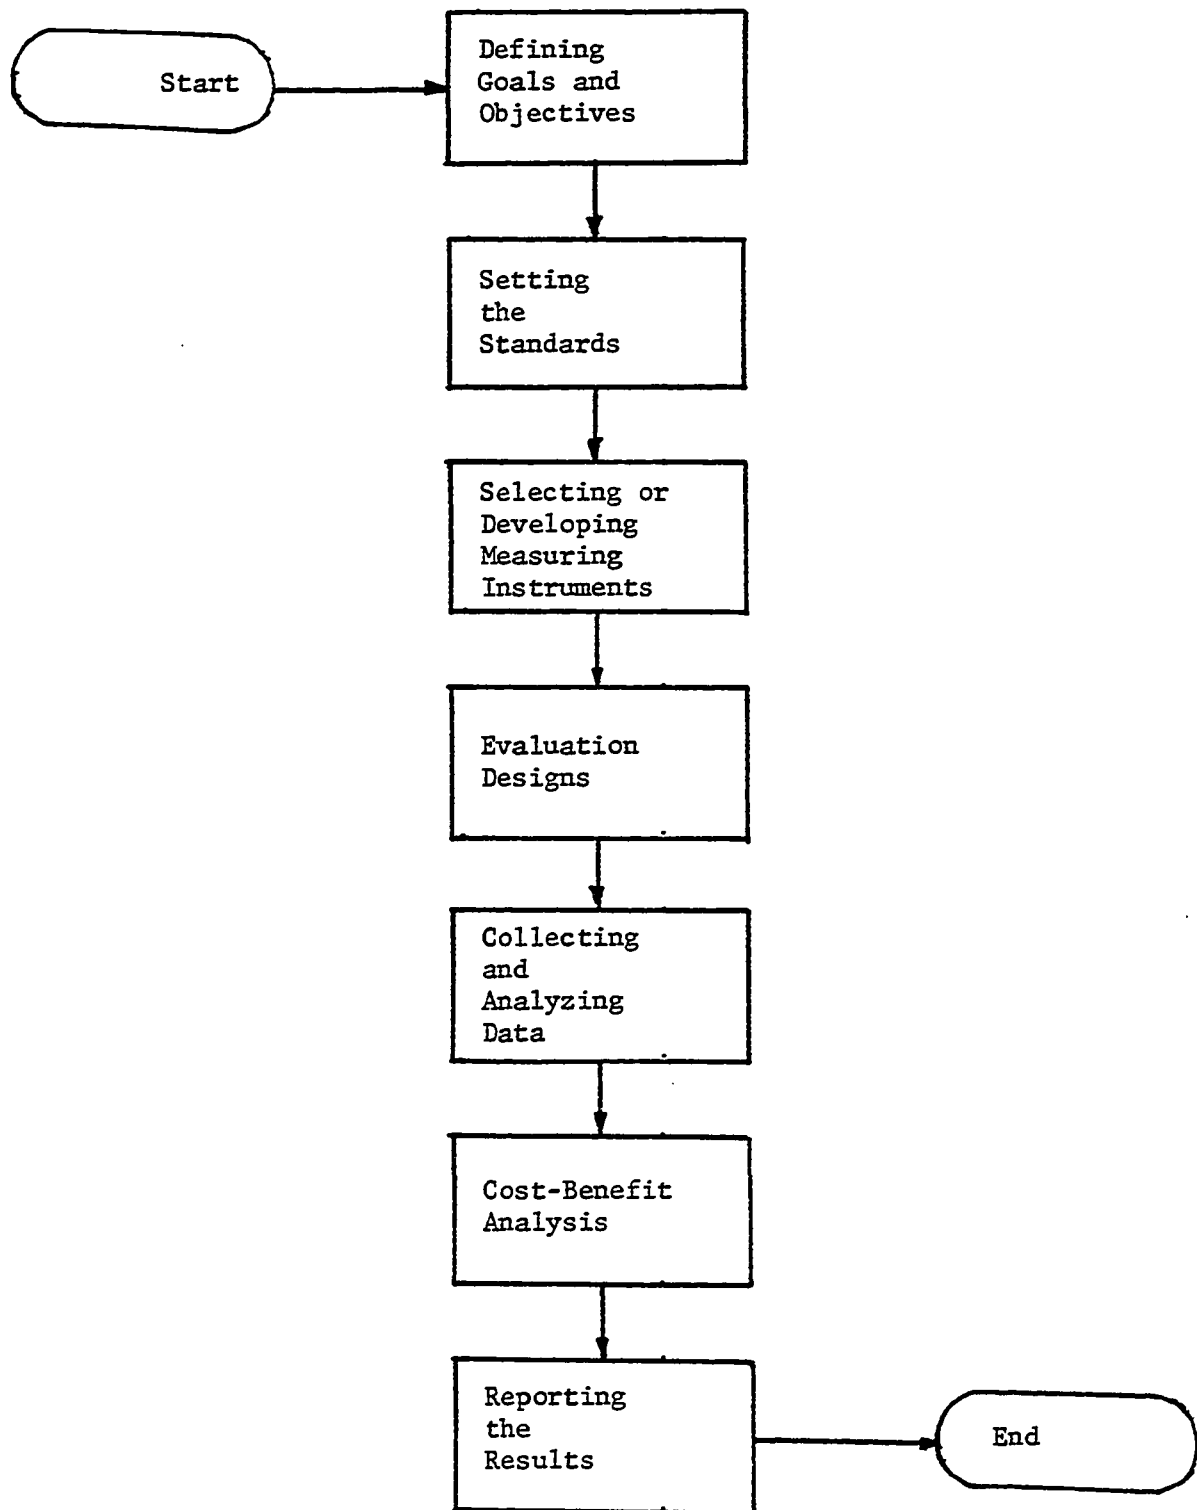 Start
Defining
Goals and
Objectives
Setting
the
Standards
Selecting or
Developing
Measuring
Instruments
Evaluation
Designs
Collecting
and
Analyzing
Data
Cost-Benefit
Analysis
Reporting
the
Results
End